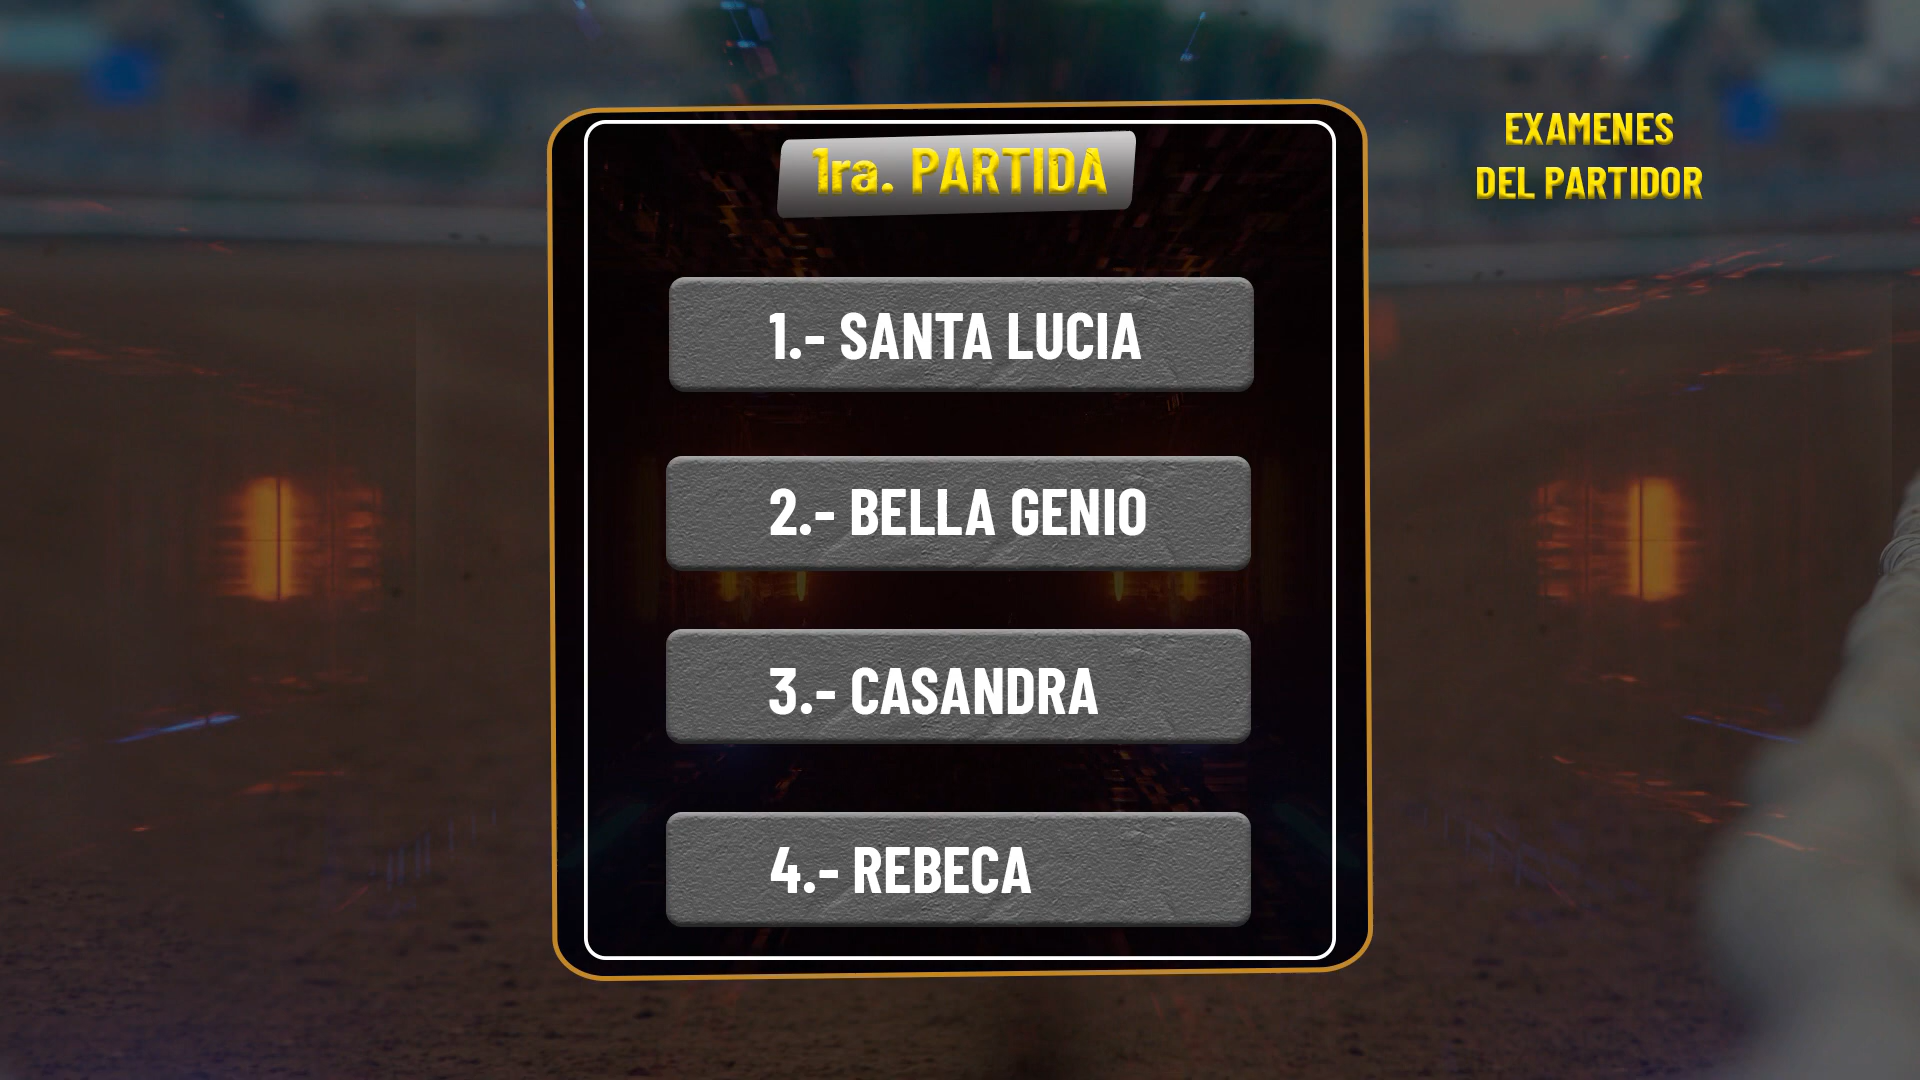 1ra. PARTIDA
EXAMENES
DEL PARTIDOR
1.- SANTA LUCIA
2.- BELLA GENIO
3.- CASANDRA
4.- REBECA